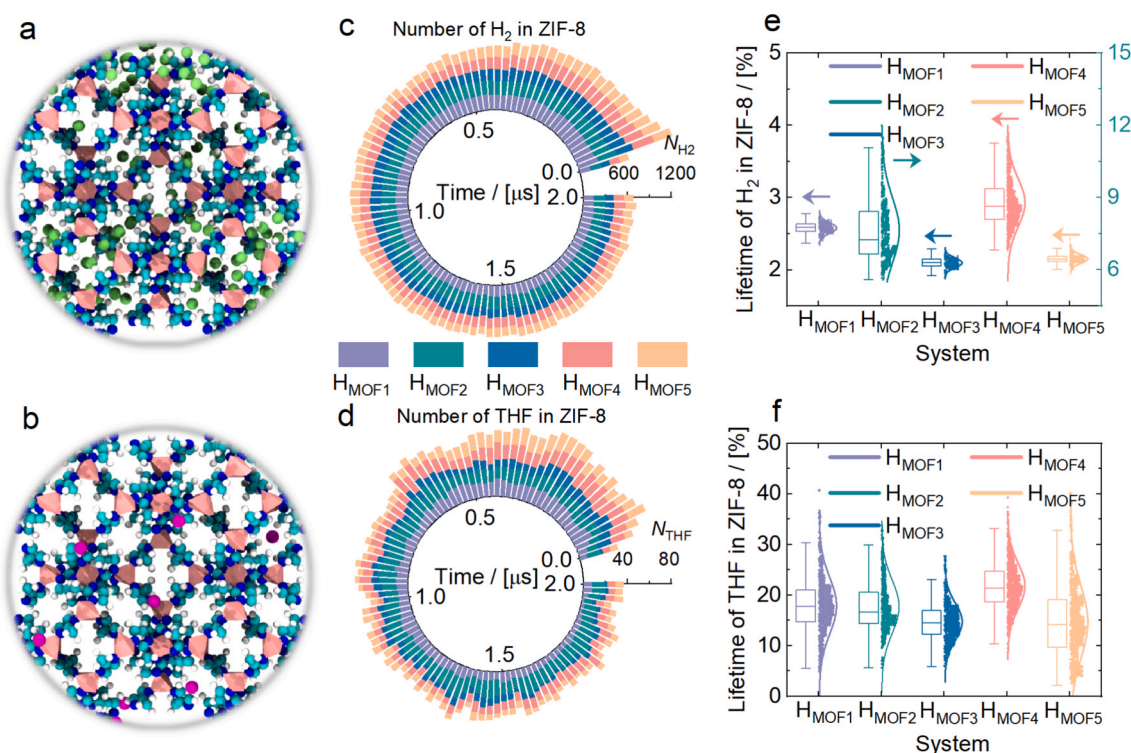 a
c
Number of H2 in ZIF-8
0.5
0.0
NH2
600 1200
Time / [μs]
2.0
1.0
1.5
HMOF1 HMOF2 HMOF3 HMOF4 HMOF5
b
d
Number of THF in ZIF-8
0.5
0.0
NTHF
40 80
Time / [μs]
2.0
1.0
1.5
e
Lifetime of H2 in ZIF-8 / [%]
5
4
3
2
15
12
9
6
HMOF1
HMOF2
HMOF3
HMOF4
HMOF5
HMOF1 HMOF2 HMOF3 HMOF4 HMOF5
System
f
Lifetime of THF in ZIF-8 / [%]
50
40
30
20
10
0
HMOF1
HMOF2
HMOF3
HMOF4
HMOF5
HMOF1 HMOF2 HMOF3 HMOF4 HMOF5
System